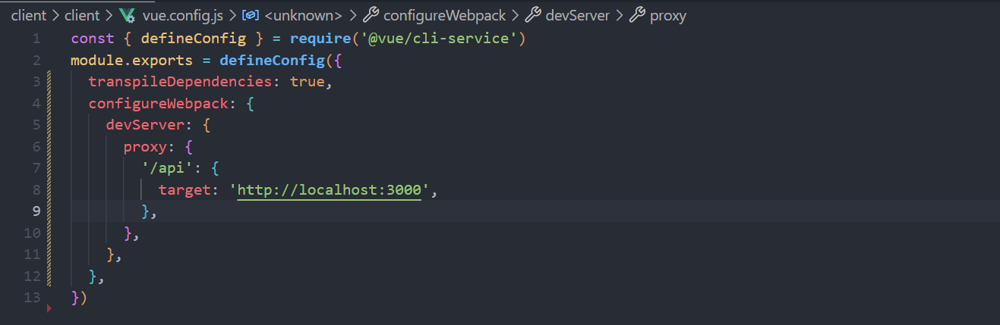 client > client > vue.config.js > <unknown> > configureWebpack > devServer > proxy
1 const { defineConfig } = require('@vue/cli-service')
2 module.exports = defineConfig({
3   transpileDependencies: true,
4   configureWebpack: {
5     devServer: {
6       proxy: {
7         '/api': {
8           target: 'http://localhost:3000',
9         },
10       },
11     },
12   },
13 })